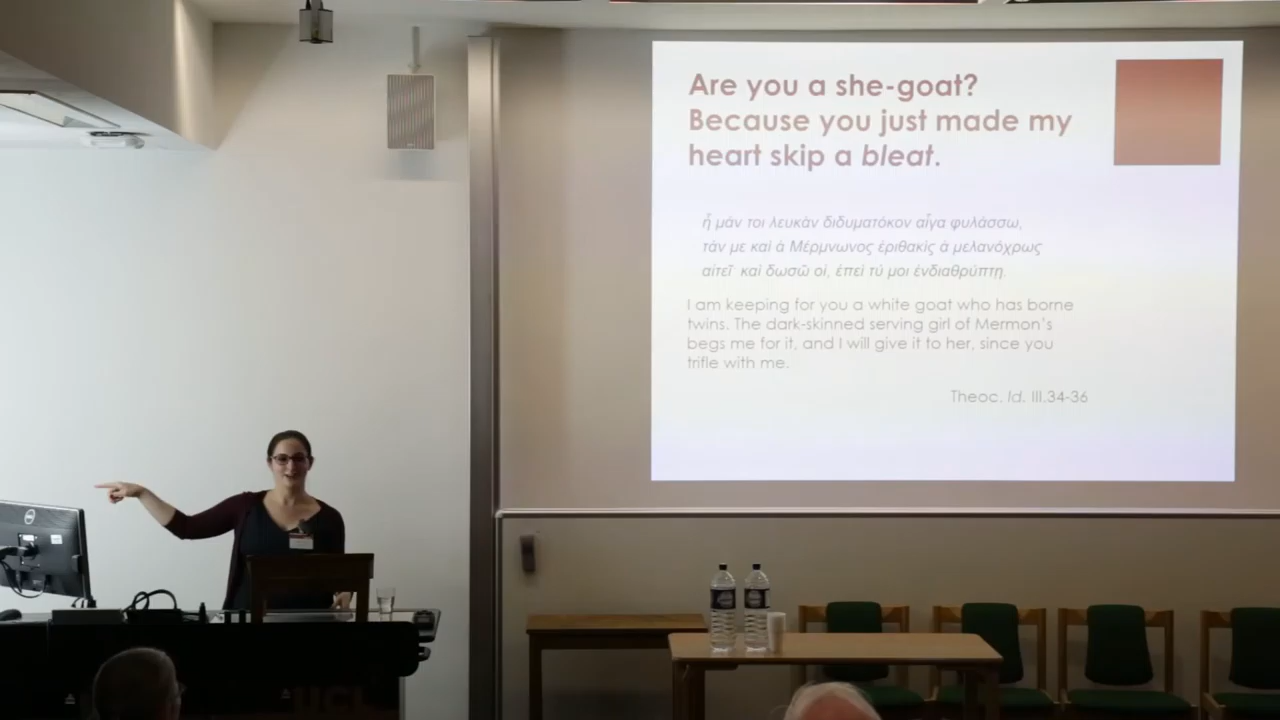 Are you a she-goat?
Because you just made my
heart skip a bleat.
ἦ μάν τοι λευκὰν διδυματόκον αἶγα φυλάσσω,
τάν με καὶ ἁ Μέρμνωνος ἐριθακὶς ἁ μελανόχρως
αἰτεῖ· καὶ δωσῶ οἱ, ἐπεὶ τύ μοι ἐνδιαθρύπτῃ.
I am keeping for you a white goat who has borne
twins. The dark-skinned serving girl of Mermon's
begs me for it, and I will give it to her, since you
trifle with me.
Theoc. Id. III.34-36
DELL
UCL